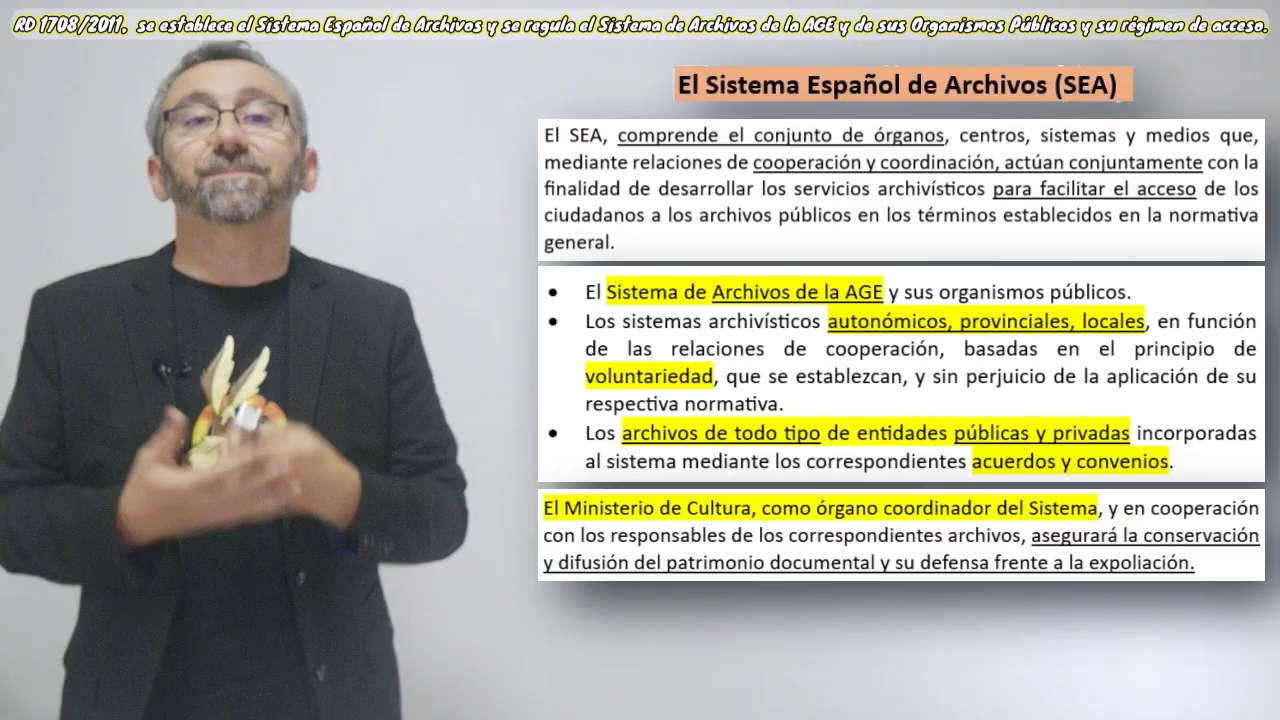 RD 1708/2011, se establece el Sistema Español de Archivos y se regula el Sistema de Archivos de la AGE y de sus Organismos Públicos y su régimen de acceso.
El Sistema Español de Archivos (SEA)
El SEA, comprende el conjunto de órganos, centros, sistemas y medios que,
mediante relaciones de cooperación y coordinación, actúan conjuntamente con la
finalidad de desarrollar los servicios archivísticos para facilitar el acceso de los
ciudadanos a los archivos públicos en los términos establecidos en la normativa
general.
• El Sistema de Archivos de la AGE y sus organismos públicos.
• Los sistemas archivísticos autonómicos, provinciales, locales, en función
de las relaciones de cooperación, basadas en el principio de
voluntariedad, que se establezcan, y sin perjuicio de la aplicación de su
respectiva normativa.
• Los archivos de todo tipo de entidades públicas y privadas incorporadas
al sistema mediante los correspondientes acuerdos y convenios.
El Ministerio de Cultura, como órgano coordinador del Sistema, y en cooperación
con los responsables de los correspondientes archivos, asegurará la conservación
y difusión del patrimonio documental y su defensa frente a la expoliación.